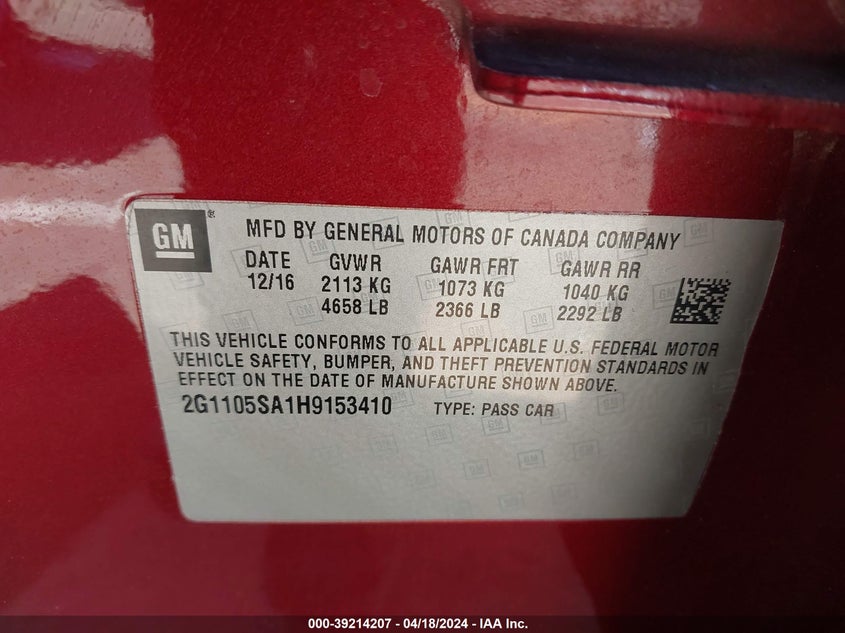 GM
MFD BY GENERAL MOTORS OF CANADA COMPANY
DATE GVWR GAWR FRT GAWR RR
12/16 2113 KG 1073 KG 1040 KG
4658 LB 2366 LB 2292 LB
THIS VEHICLE CONFORMS TO ALL APPLICABLE U.S. FEDERAL MOTOR
VEHICLE SAFETY, BUMPER, AND THEFT PREVENTION STANDARDS IN
EFFECT ON THE DATE OF MANUFACTURE SHOWN ABOVE.
2G1105SA1H9153410 TYPE: PASS CAR
000-39214207 - 04/18/2024 - IAA Inc.